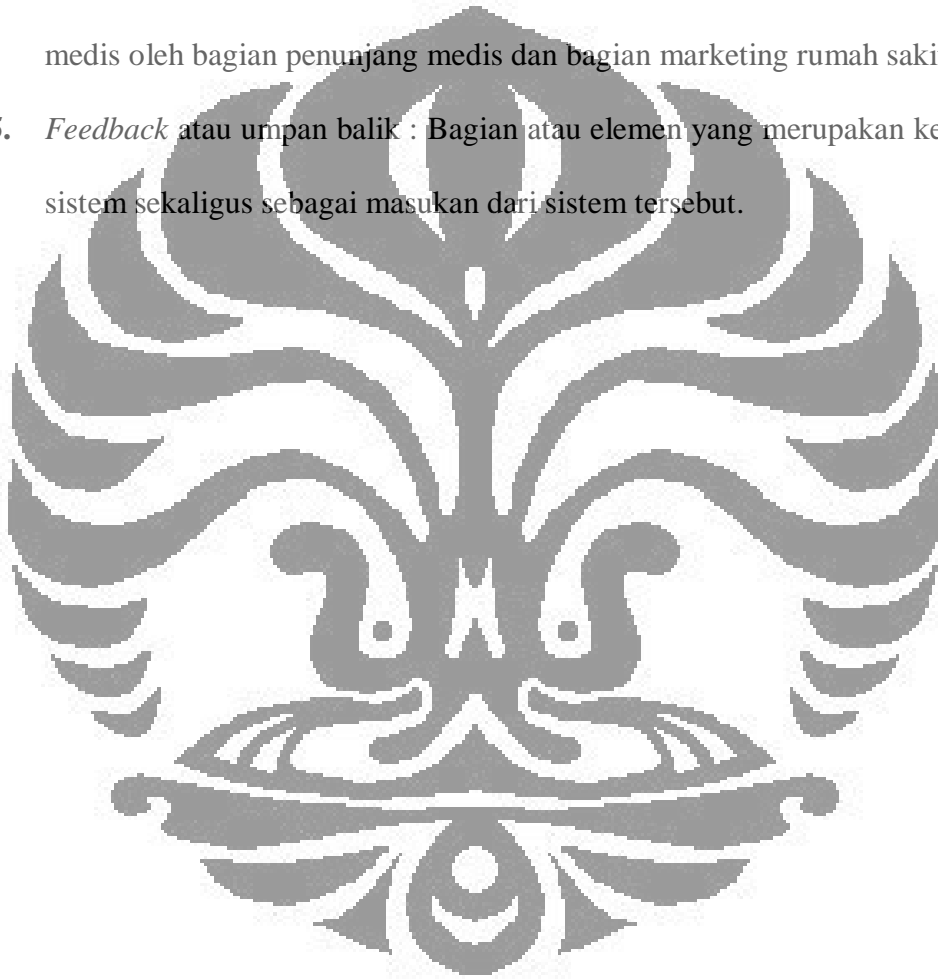 medis oleh bagian penunjang medis dan bagian marketing rumah saki
Feedback atau umpan balik : Bagian atau elemen yang merupakan ke
sistem sekaligus sebagai masukan dari sistem tersebut.